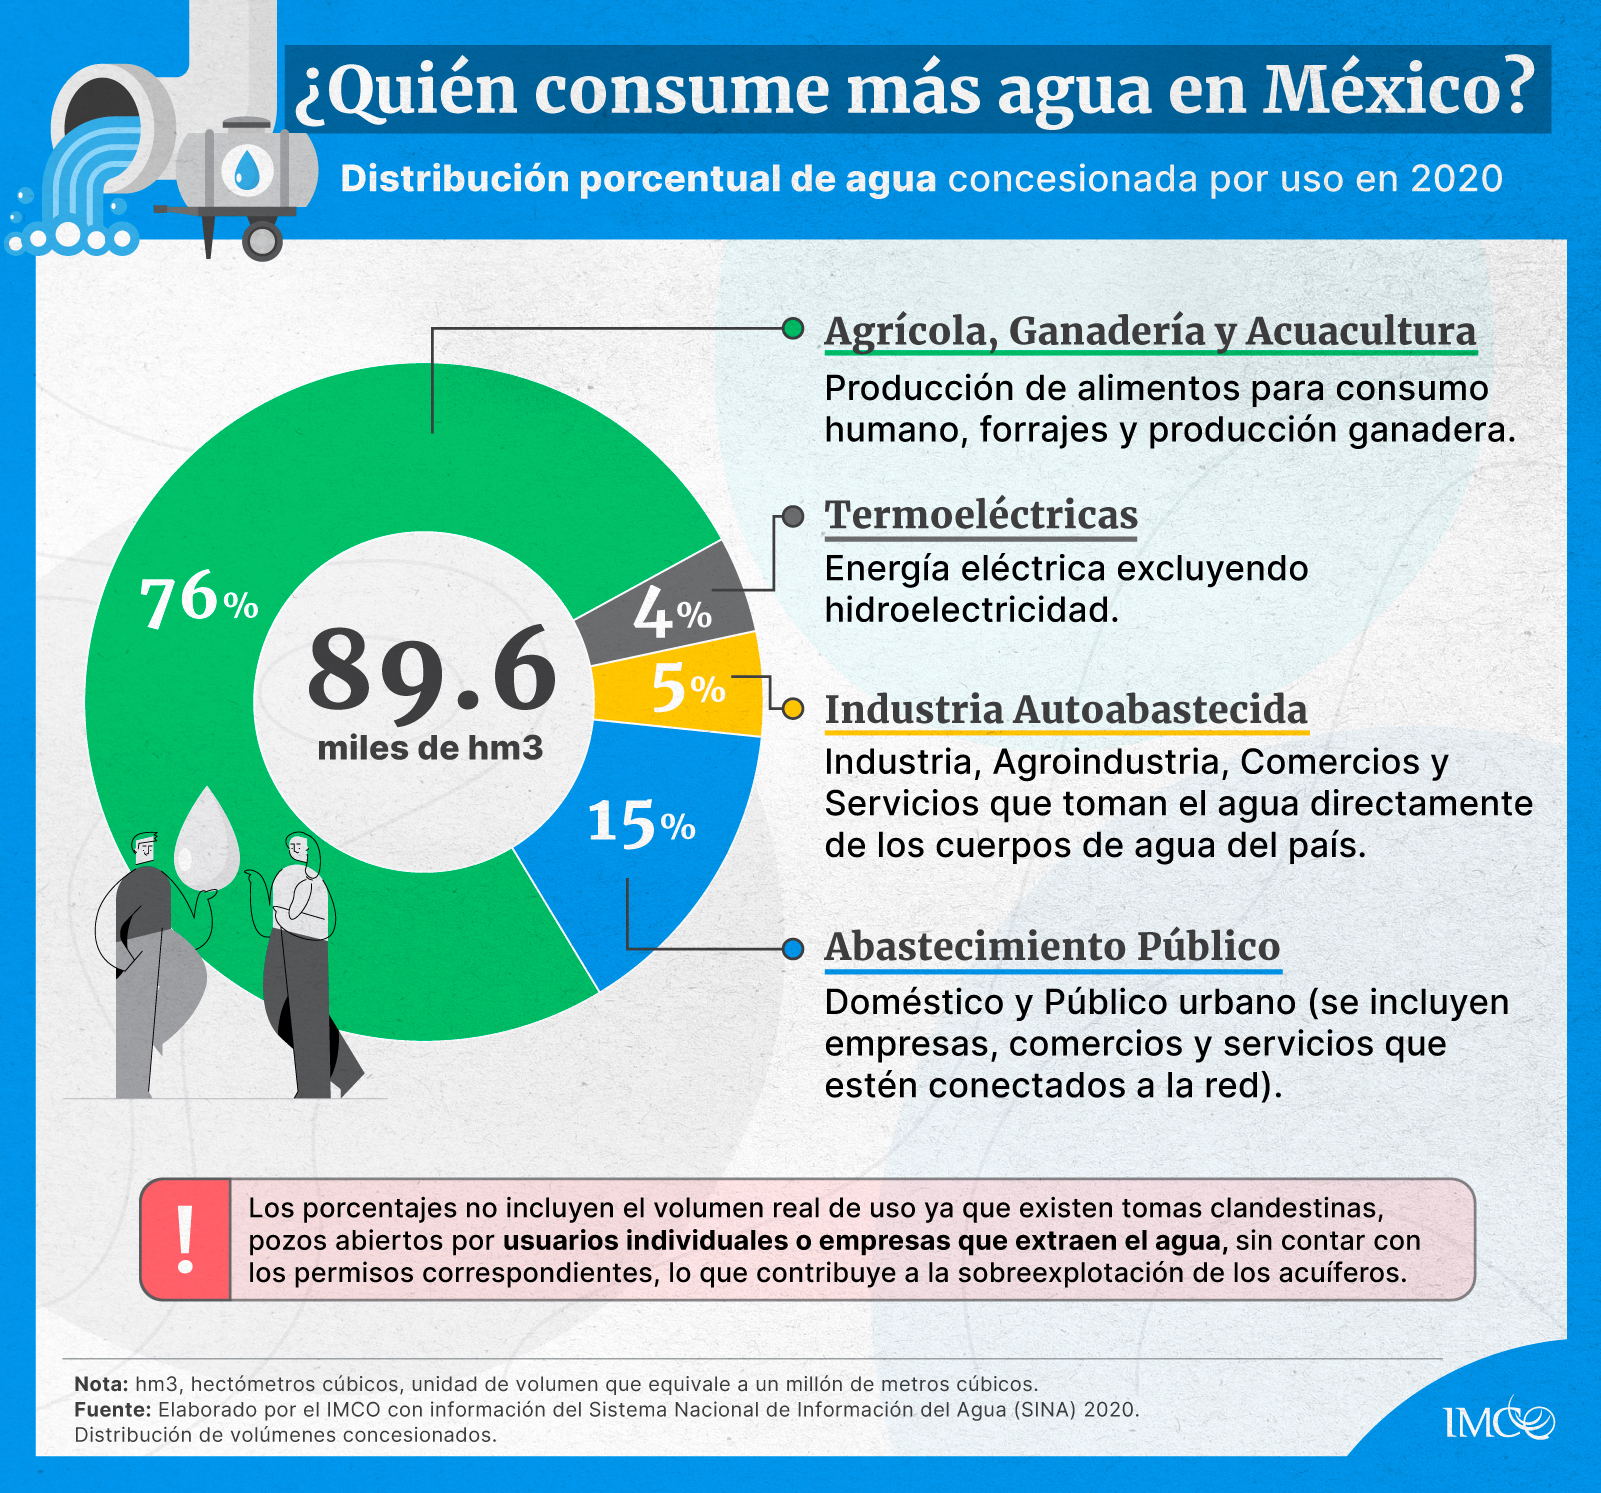 ¿Quién consume más agua en México?
Distribución porcentual de agua concesionada por uso en 2020
Agrícola, Ganadería y Acuacultura
Producción de alimentos para consumo
humano, forrajes y producción ganadera.
Termoeléctricas
Energía eléctrica excluyendo
hidroelectricidad.
76%
4%
89.6
miles de hm3
5%
Industria Autoabastecida
Industria, Agroindustria, Comercios y
Servicios que toman el agua directamente
de los cuerpos de agua del país.
15%
Abastecimiento Público
Doméstico y Público urbano (se incluyen
empresas, comercios y servicios que
estén conectados a la red).
!
Los porcentajes no incluyen el volumen real de uso ya que existen tomas clandestinas,
pozos abiertos por usuarios individuales o empresas que extraen el agua, sin contar con
los permisos correspondientes, lo que contribuye a la sobreexplotación de los acuíferos.
Nota: hm3, hectómetros cúbicos, unidad de volumen que equivale a un millón de metros cúbicos.
Fuente: Elaborado por el IMCO con información del Sistema Nacional de Información del Agua (SINA) 2020.
Distribución de volúmenes concesionados.
IMCO